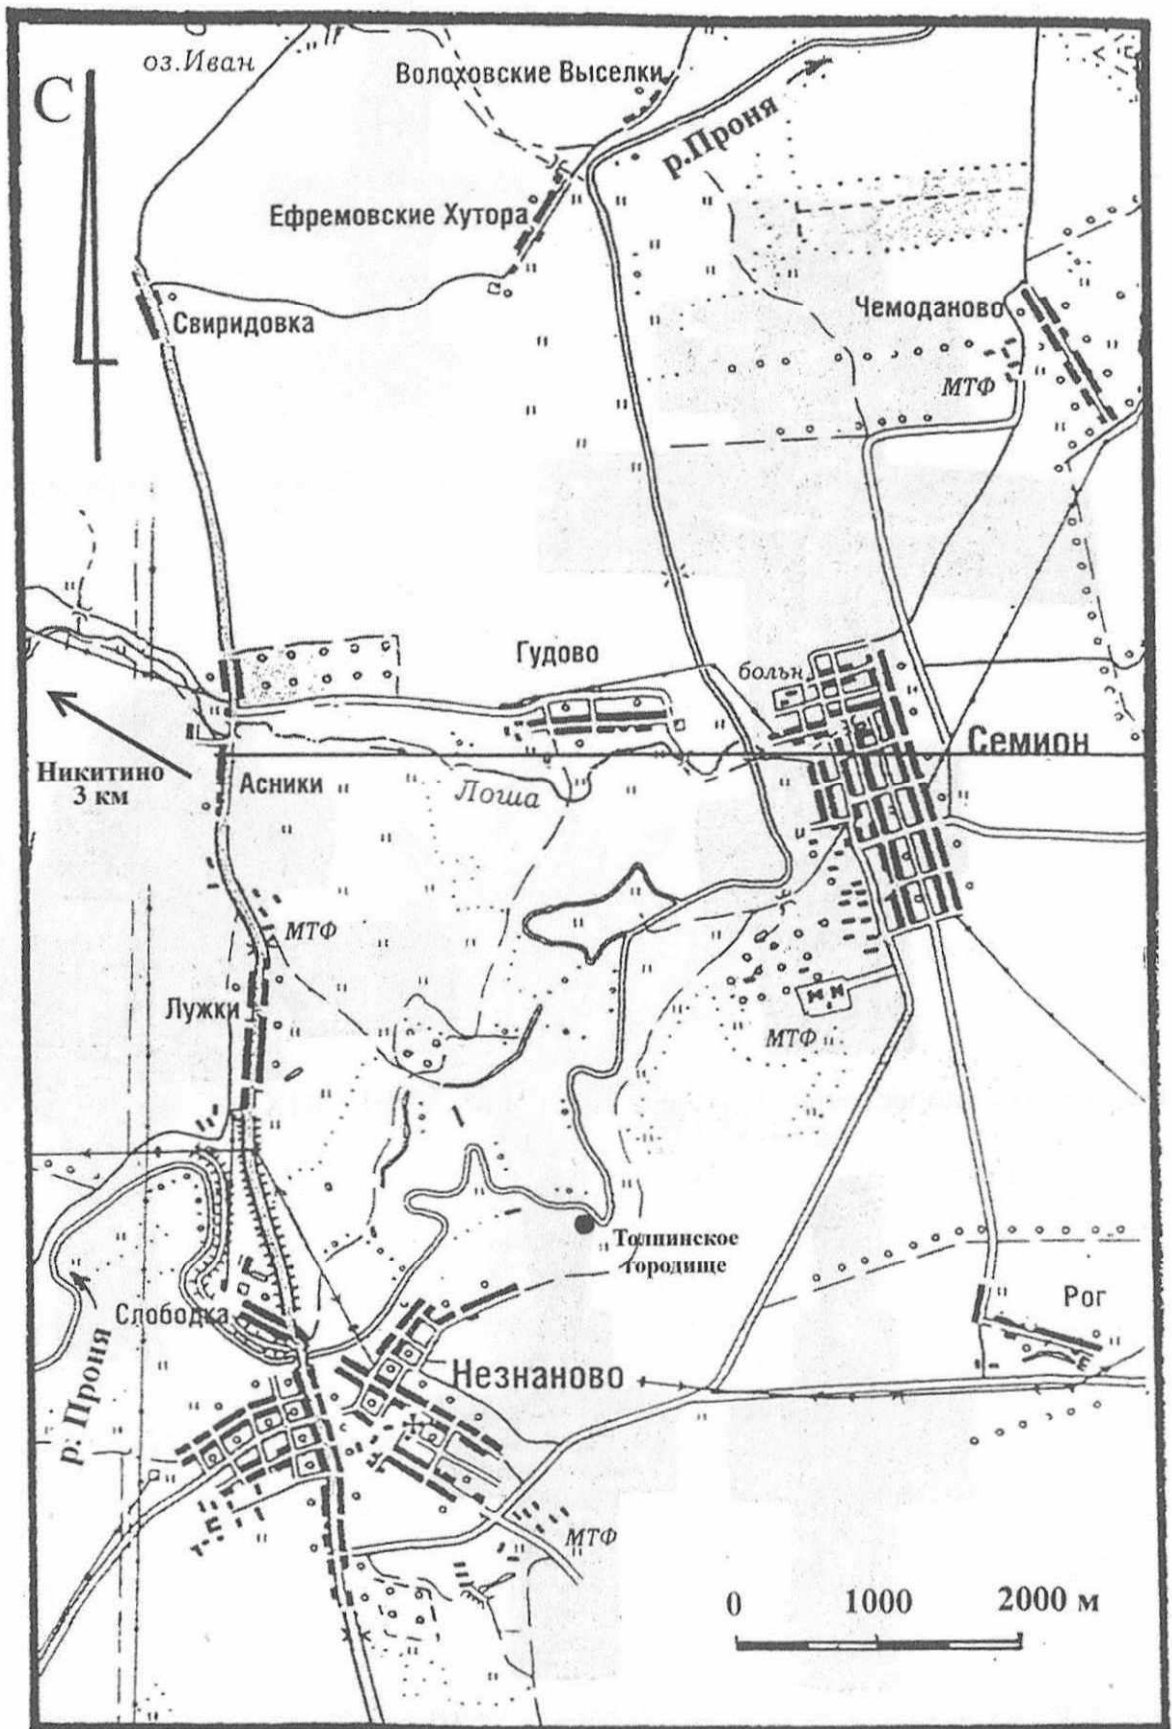 оз.Иван
С
Волоховские Выселки
р.Проня
Ефремовские Хутора
Свиридовка
Чемоданово
МТФ
Гудово
больн.
Семион
Никитино
3 км
Асники
Лоша
МТФ
Лужки
МТФ
Толпинское
городище
Слободка
Рог
р. Проня
Незнаново
МТФ
0 1000 2000 м